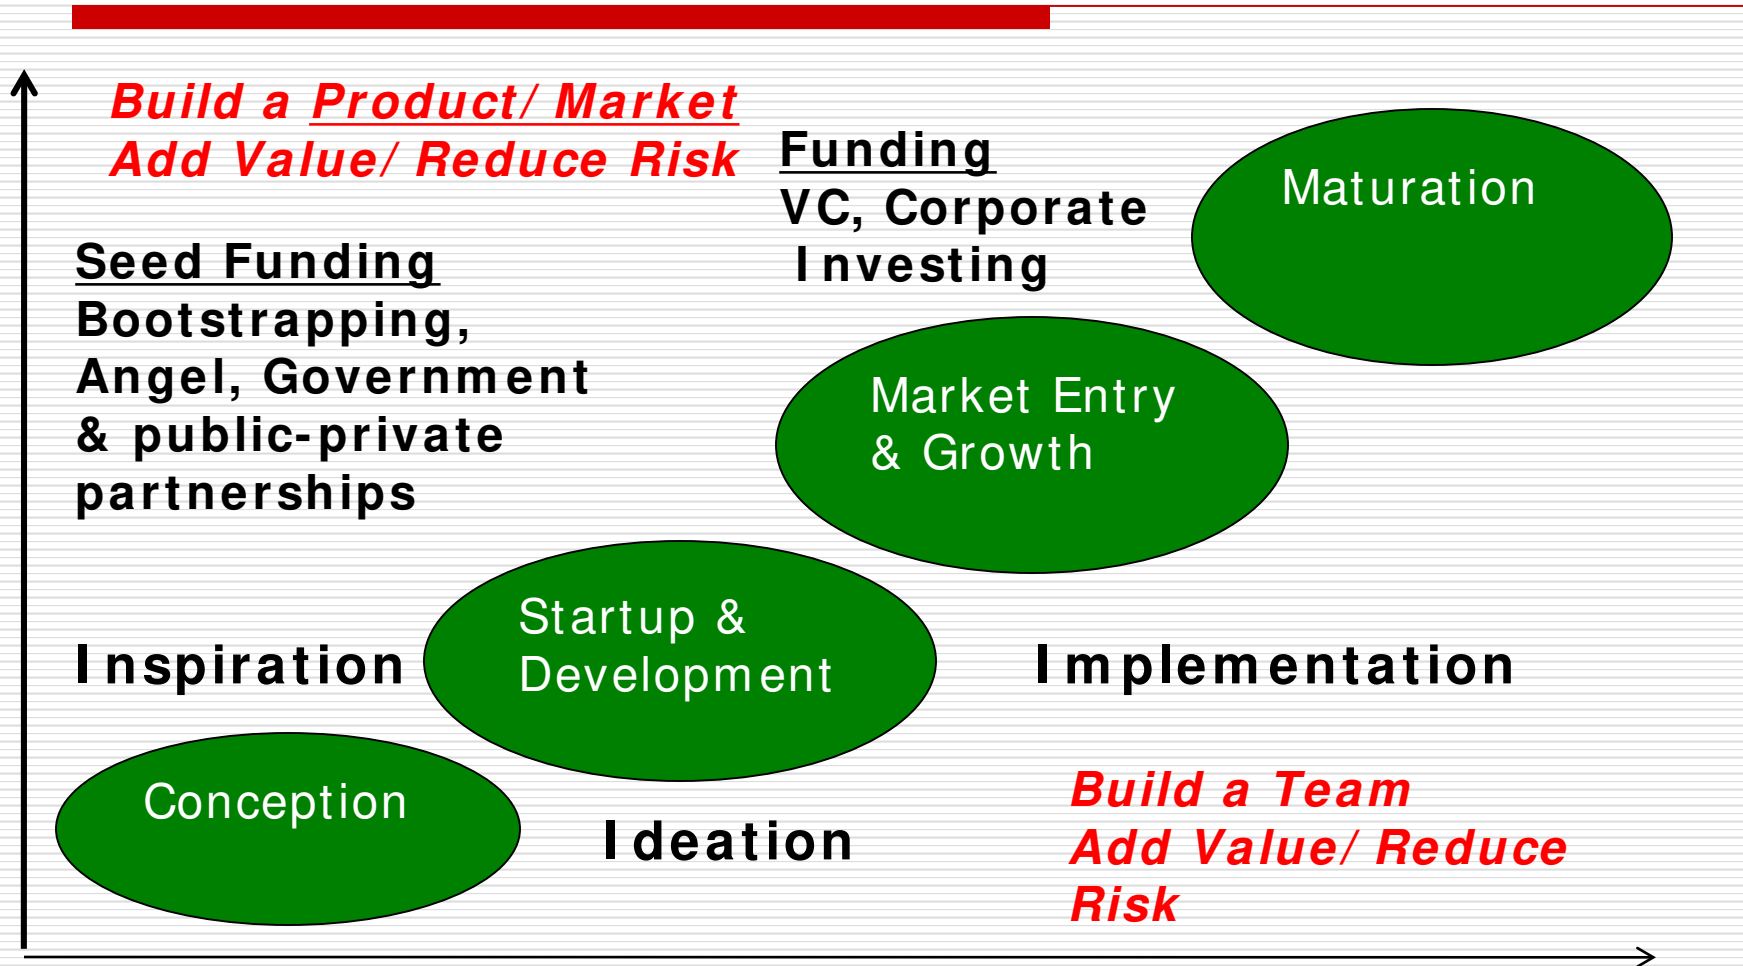 Build a Product/ Market
Add Value/ Reduce Risk
Funding
VC, Corporate
Investing
Maturation
Seed Funding
Bootstrapping,
Angel, Government
& public-private
partnerships
Market Entry
& Growth
Startup &
Development
Inspiration
Implementation
Conception
Ideation
Build a Team
Add Value/ Reduce
Risk